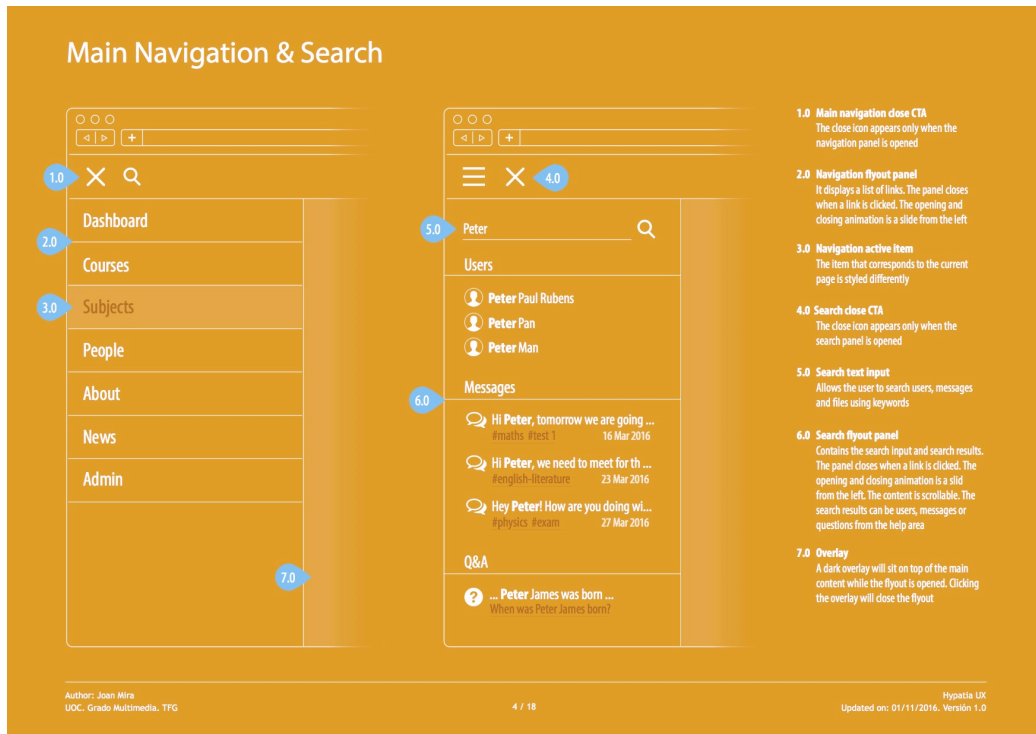 Main Navigation & Search
1.0
Dashboard
2.0
Courses
3.0
Subjects
People
About
News
Admin
7.0
4.0
5.0
Peter
Users
Peter Paul Rubens
Peter Pan
Peter Man
Messages
6.0
Hi Peter, tomorrow we are going ...
#maths #test 1 16 Mar 2016
Hi Peter, we need to meet for th ...
#english-literature 23 Mar 2016
Hey Peter! How are you doing wi...
#physics #exam 27 Mar 2016
Q&A
?
... Peter James was born ...
When was Peter James born?
1.0 Main navigation close CTA
The close icon appears only when the
navigation panel is opened
2.0 Navigation flyout panel
It displays a list of links. The panel closes
when a link is clicked. The opening and
closing animation is a slide from the left
3.0 Navigation active item
The item that corresponds to the current
page is styled differently
4.0 Search close CTA
The close icon appears only when the
search panel is opened
5.0 Search text input
Allows the user to search users, messages
and files using keywords
6.0 Search flyout panel
Contains the search input and search results.
The panel closes when a link is clicked. The
opening and closing animation is a slid
from the left. The content is scrollable. The
search results can be users, messages or
questions from the help area
7.0 Overlay
A dark overlay will sit on top of the main
content while the flyout is opened. Clicking
the overlay will close the flyout
Author: Joan Mira
UOC. Grado Multimedia. TFG
4 / 18
Hypatia UX
Updated on: 01/11/2016. Versión 1.0